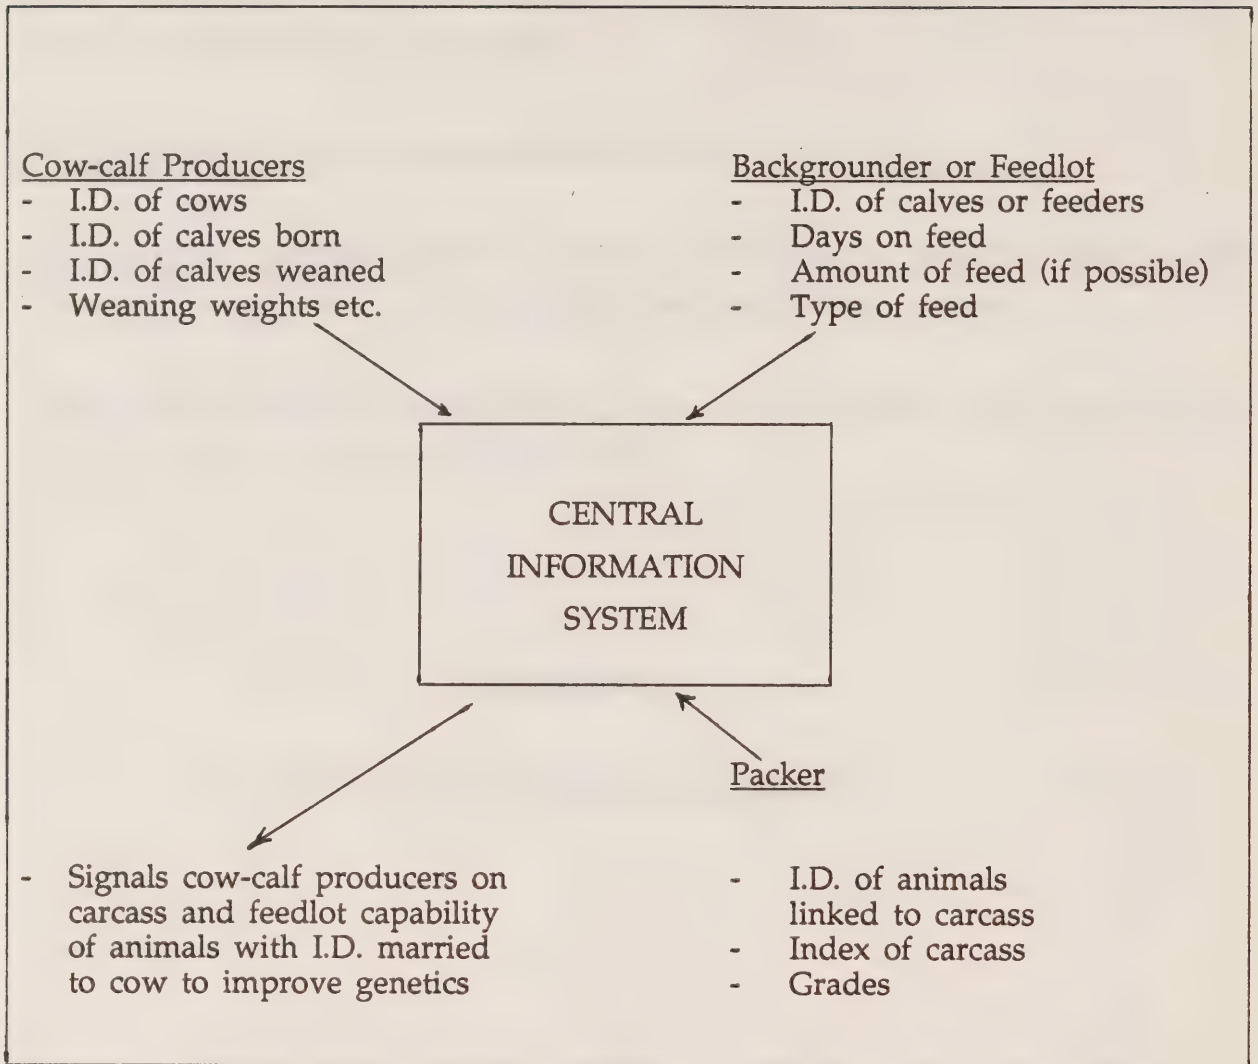 Cow-calf Producers
- I.D. of cows
- I.D. of calves born
- I.D. of calves weaned
- Weaning weights etc.
Backgrounder or Feedlot
- I.D. of calves or feeders
- Days on feed
- Amount of feed (if possible)
- Type of feed
CENTRAL
INFORMATION
SYSTEM
Packer
- Signals cow-calf producers on
carcass and feedlot capability
of animals with I.D. married
to cow to improve genetics
- I.D. of animals
linked to carcass
- Index of carcass
- Grades